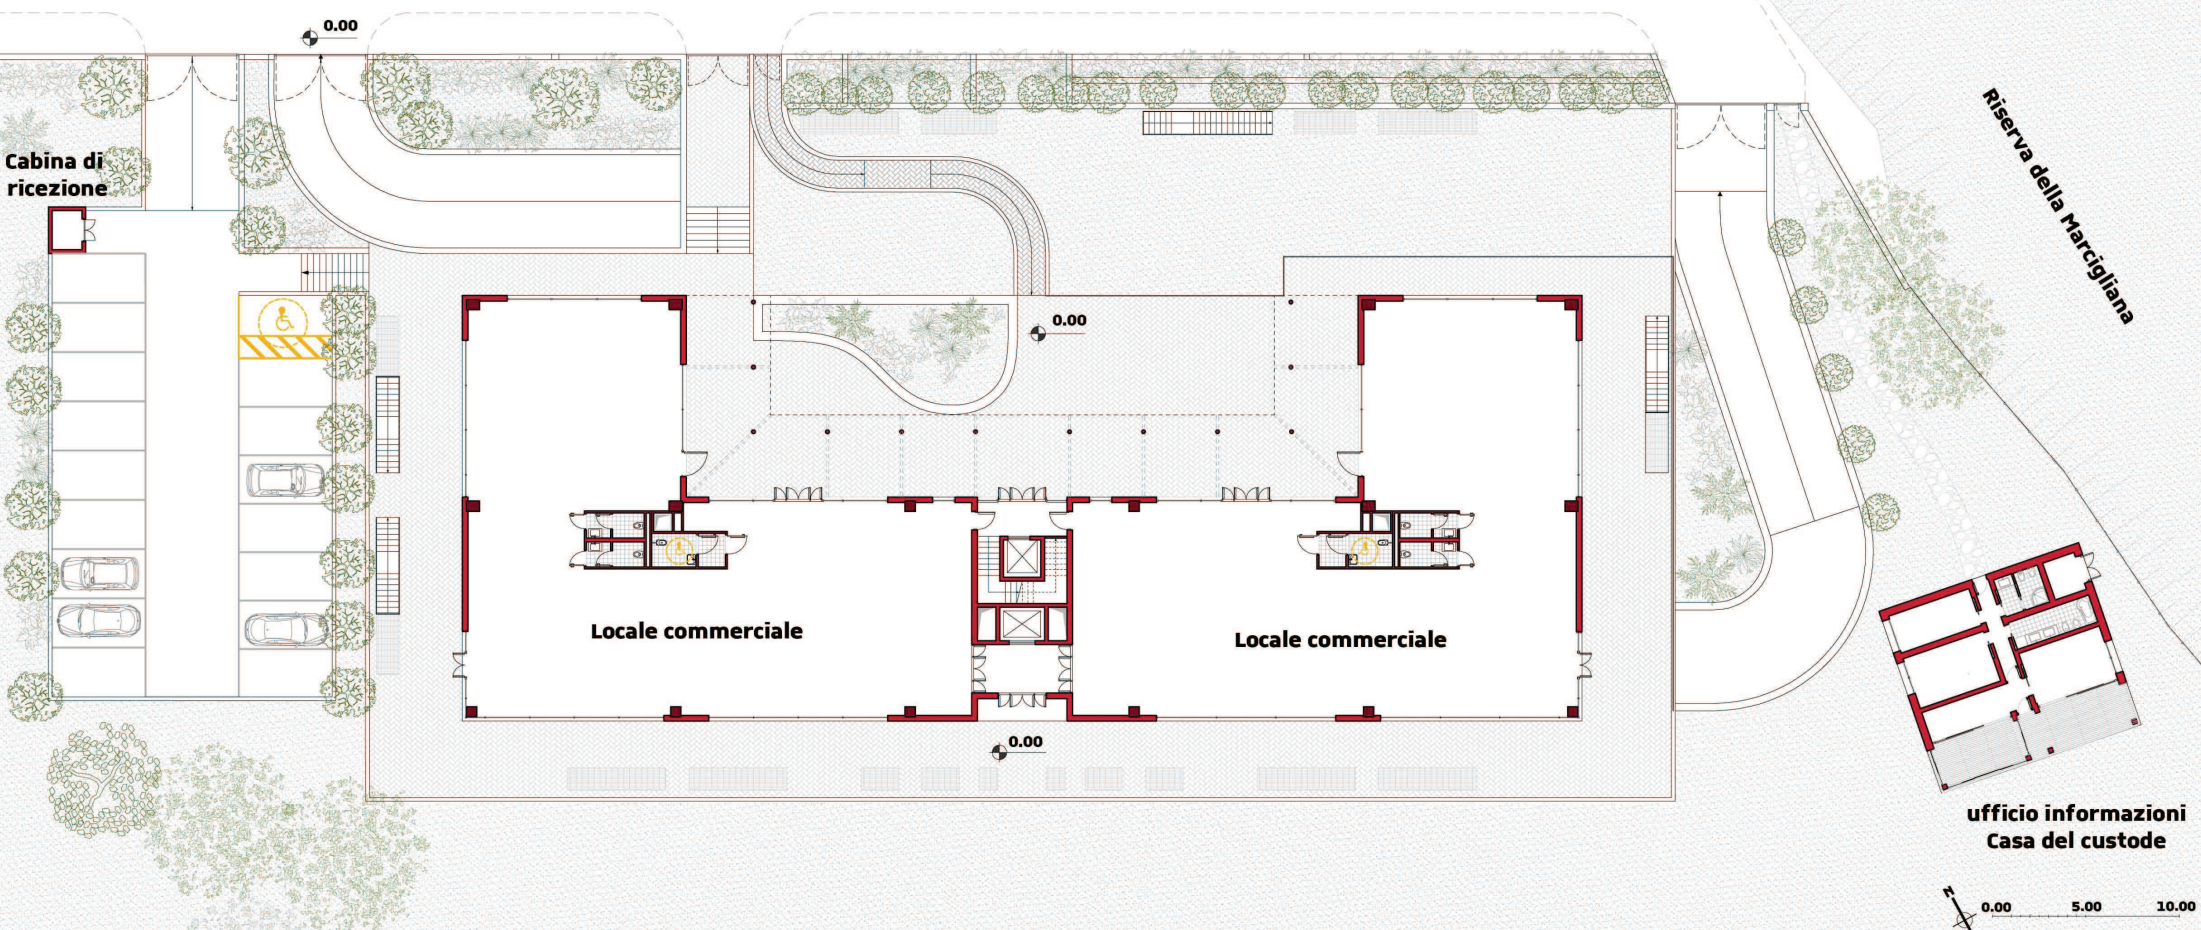 0.00
Cabina di
ricezione
Riserva della Marcigliana
0.00
Locale commerciale
Locale commerciale
0.00
ufficio informazioni
Casa del custode
N
0.00 5.00 10.00